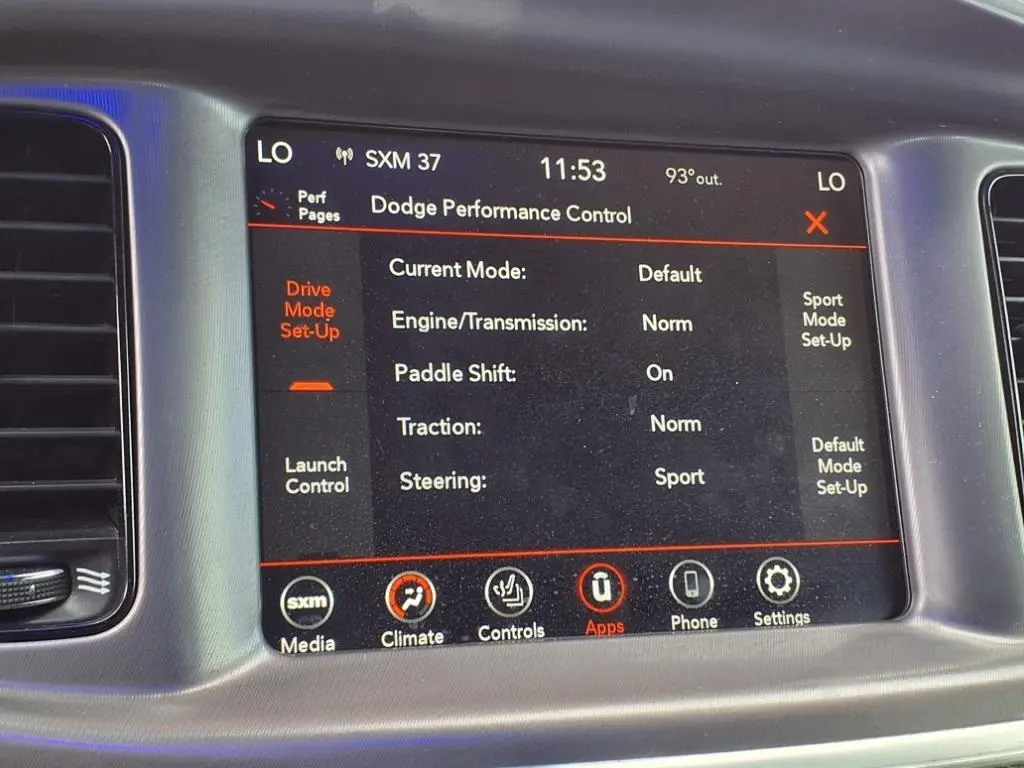 LO SXM 37 11:53 93°out. LO
Perf
Pages
Dodge Performance Control
Drive
Mode
Set-Up
Launch
Control
Current Mode: Default
Engine/Transmission: Norm
Paddle Shift: On
Traction: Norm
Steering: Sport
Sport
Mode
Set-Up
Default
Mode
Set-Up
sxm
Media
Climate
Controls
ū
Apps
Phone
Settings